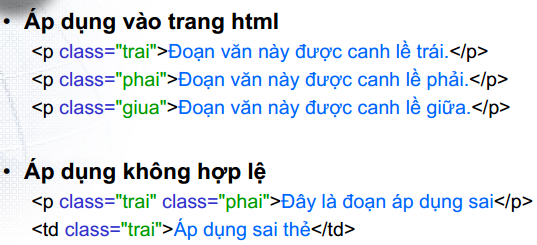 • Áp dụng vào trang html
<p class="trai">Đoạn văn này được canh lề trái.</p>
<p class="phai">Đoạn văn này được canh lề phải.</p>
<p class="giua">Đoạn văn này được canh lề giữa.</p>
• Áp dụng không hợp lệ
<p class="trai" class="phai">Đây là đoạn áp dụng sai</p>
<td class="trai">Áp dụng sai thẻ</td>